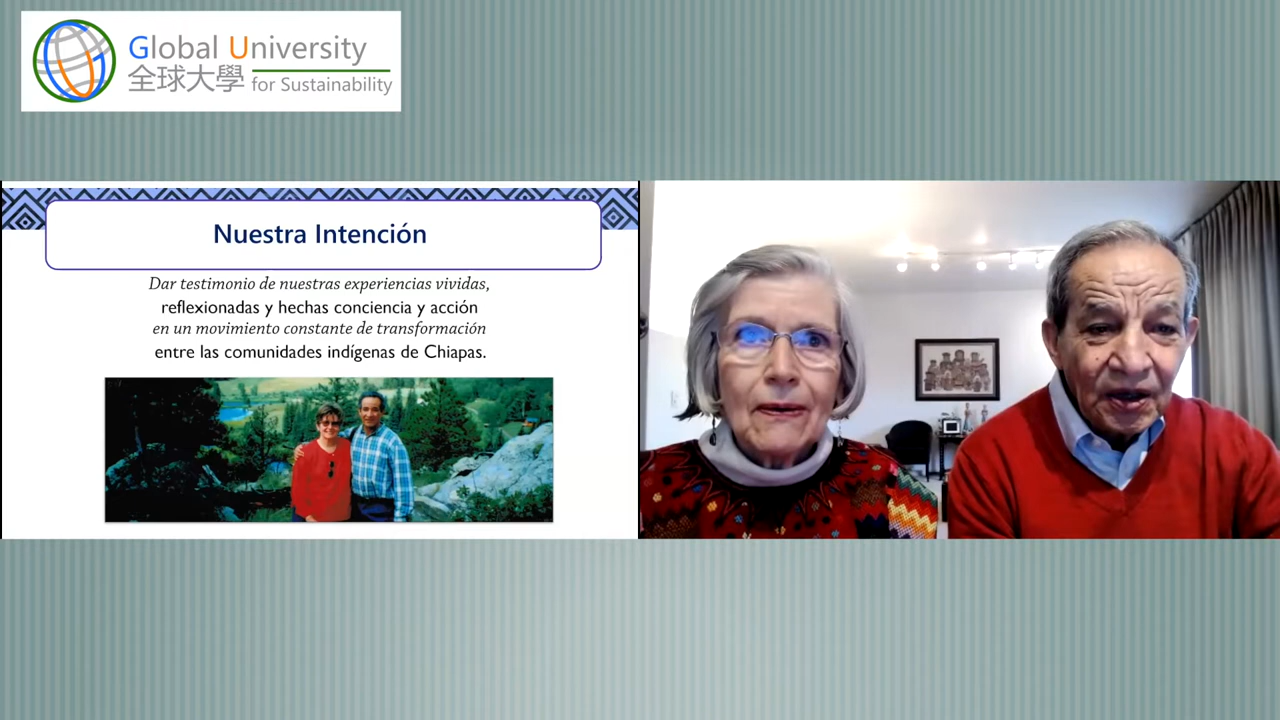 Global University
全球大學 for Sustainability
Nuestra Intención
Dar testimonio de nuestras experiencias vividas,
reflexionadas y hechas conciencia y acción
en un movimiento constante de transformación
entre las comunidades indígenas de Chiapas.